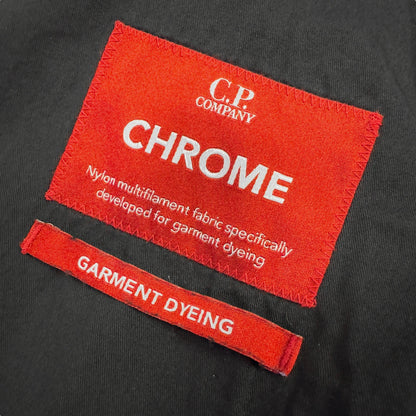 C.P.
COMPANY
CHROME
Nylon multifilament fabric specifically
developed for garment dyeing
GARMENT DYEING